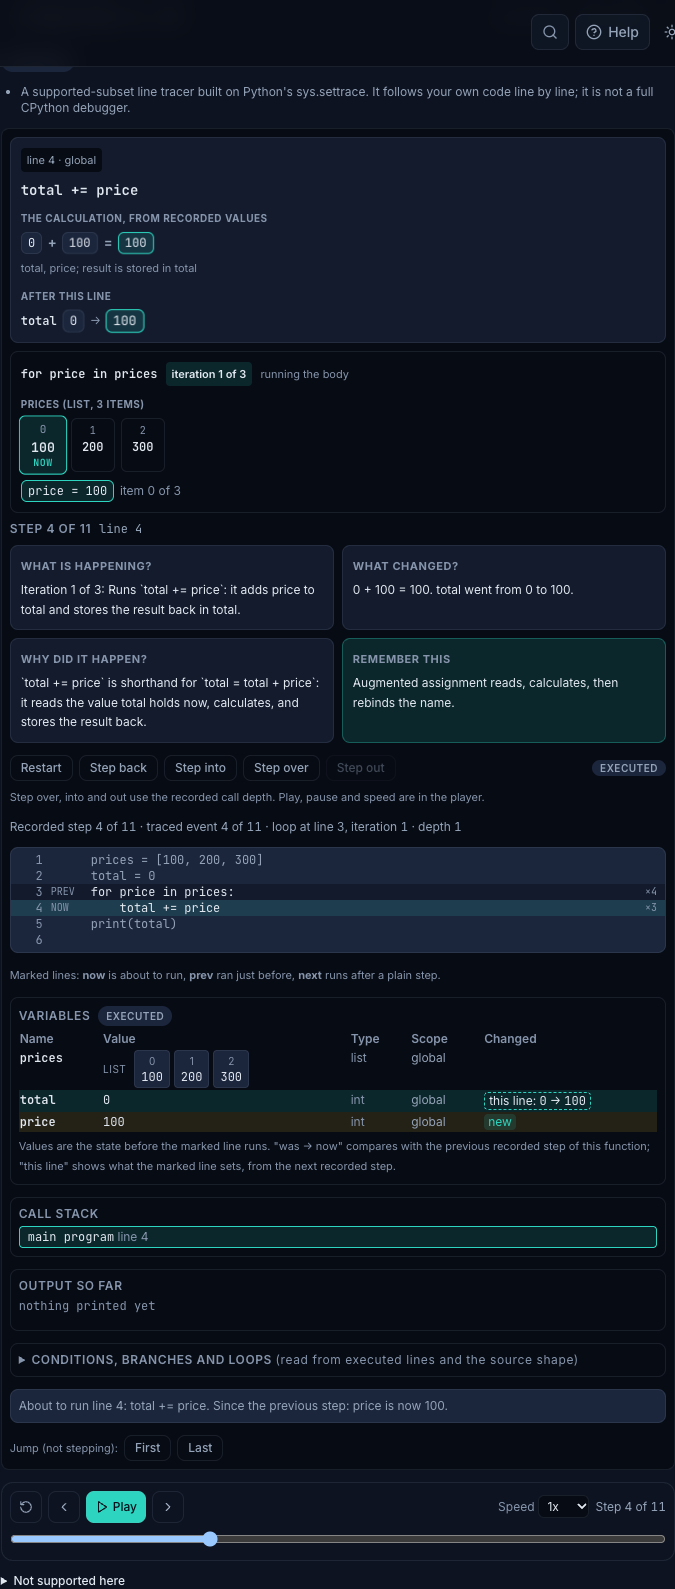 Help
A supported-subset line tracer built on Python's sys.settrace. It follows your own code line by line; it is not a full
CPython debugger.
line 4 · global
total += price
THE CALCULATION, FROM RECORDED VALUES
0 + 100 = 100
total, price; result is stored in total
AFTER THIS LINE
total 0 → 100
for price in prices iteration 1 of 3 running the body
PRICES (LIST, 3 ITEMS)
0 1 2
100 200 300
NOW
price = 100 item 0 of 3
STEP 4 OF 11 line 4
WHAT IS HAPPENING?
Iteration 1 of 3: Runs `total += price`: it adds price to
total and stores the result back in total.
WHAT CHANGED?
0 + 100 = 100. total went from 0 to 100.
WHY DID IT HAPPEN?
`total += price` is shorthand for `total = total + price`:
it reads the value total holds now, calculates, and
stores the result back.
REMEMBER THIS
Augmented assignment reads, calculates, then
rebinds the name.
Restart Step back Step into Step over Step out EXECUTED
Step over, into and out use the recorded call depth. Play, pause and speed are in the player.
Recorded step 4 of 11 · traced event 4 of 11 · loop at line 3, iteration 1 · depth 1
1 prices = [100, 200, 300]
2 total = 0
3 PREV for price in prices: ×4
4 NOW total += price ×3
5 print(total)
6
Marked lines: now is about to run, prev ran just before, next runs after a plain step.
VARIABLES EXECUTED
Name Value Type Scope Changed
prices LIST 0 100 1 200 2 300 list global
total 0 int global this line: 0 → 100
price 100 int global new
Values are the state before the marked line runs. "was → now" compares with the previous recorded step of this function;
"this line" shows what the marked line sets, from the next recorded step.
CALL STACK
main program line 4
OUTPUT SO FAR
nothing printed yet
CONDITIONS, BRANCHES AND LOOPS (read from executed lines and the source shape)
About to run line 4: total += price. Since the previous step: price is now 100.
Jump (not stepping): First Last
Play Speed 1x Step 4 of 11
Not supported here